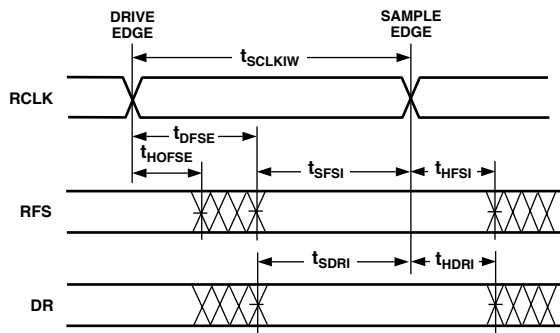 DRIVE EDGE
SAMPLE EDGE
tSCLKIW
RCLK
tDFSE
tHOFSE
tSFSI
tHFSI
RFS
tSDRI
tHDRI
DR